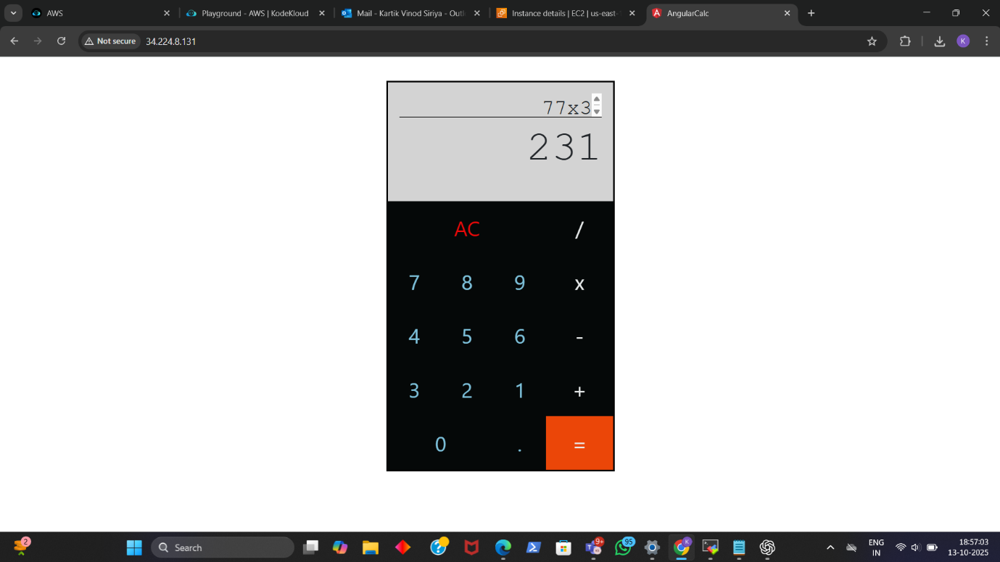 AWS
Playground - AWS | KodeKloud
Mail - Kartik Vinod Siriya - Outl
Instance details | EC2 | us-east-
AngularCalc
Not secure
34.224.8.131
K
77x3
231
AC /
7 8 9 x
4 5 6 -
3 2 1 +
0 . =
2
Search
9+
95
K
ENG
IN
18:57:03
13-10-2025